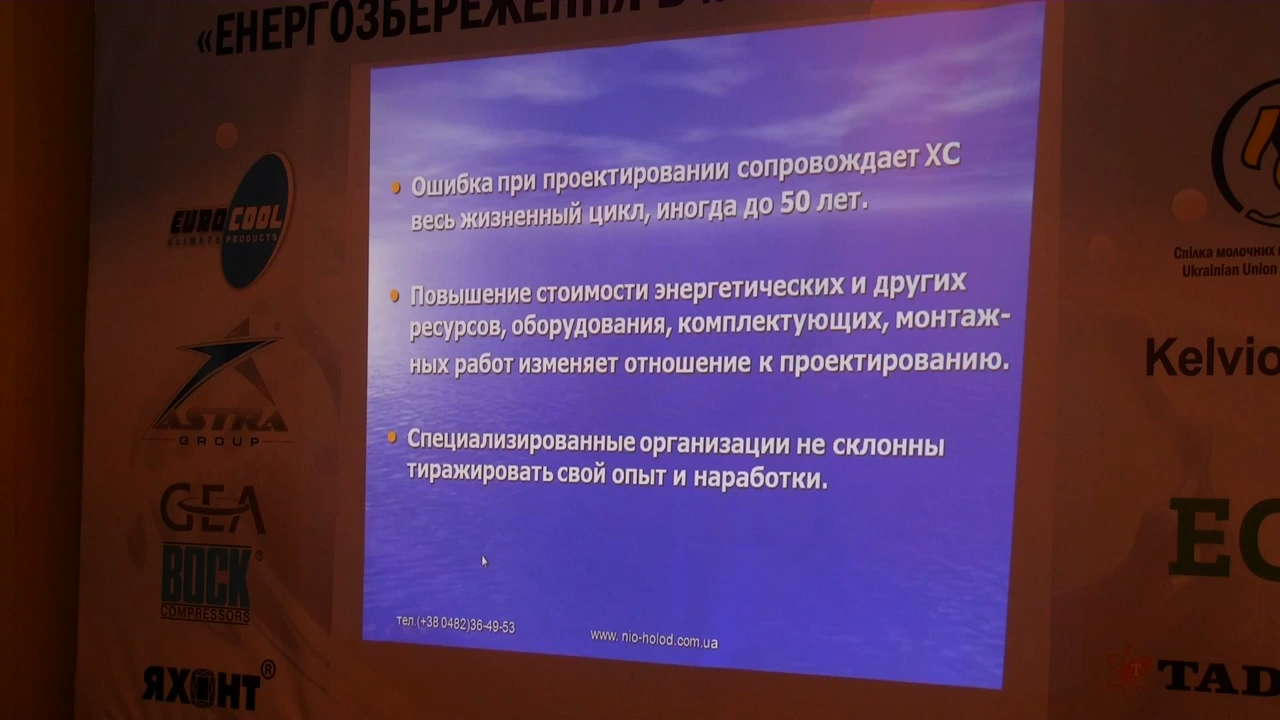 «ЕНЕРГОЗБЕРЕЖЕННЯ
Ошибка при проектировании сопровождает ХС
весь жизненный цикл, иногда до 50 лет.
Повышение стоимости энергетических и других
ресурсов, оборудования, комплектующих, монтаж-
ных работ изменяет отношение к проектированию.
Специализированные организации не склонны
тиражировать свой опыт и наработки.
тел.(+38 0482)36-49-53
www. nio-holod.com.ua
EUROCOOL
CLIMATE PRODUCTS
ASTRA
GROUP
GEA
BOCK®
COMPRESSORS
ЯХОНТ®
Спілка молочних
Ukrainian Union